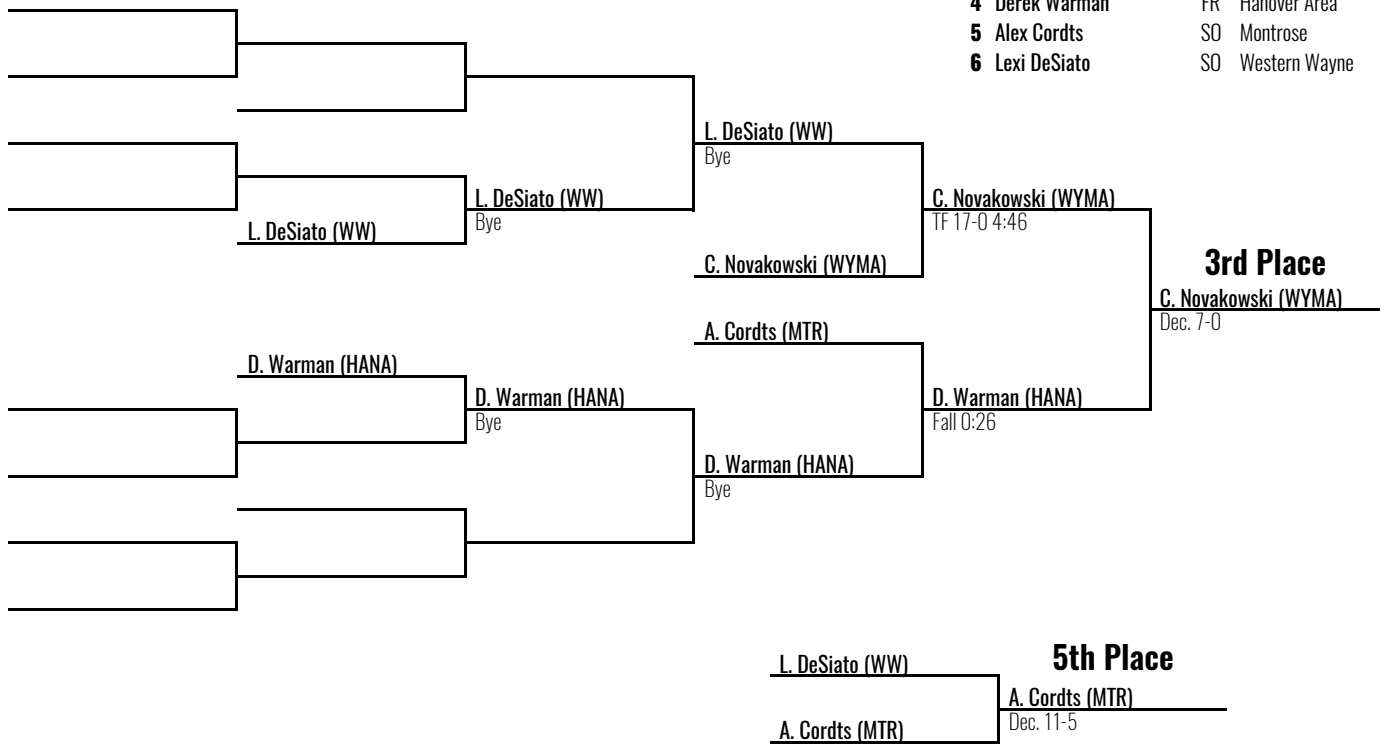 4 Derek Warman FR Hanover Area
5 Alex Cordts SO Montrose
6 Lexi DeSiato SO Western Wayne
L. DeSiato (WW)
Bye
L. DeSiato (WW)
Bye
L. DeSiato (WW)
C. Novakowski (WYMA)
TF 17-0 4:46
C. Novakowski (WYMA)
3rd Place
C. Novakowski (WYMA)
Dec. 7-0
A. Cordts (MTR)
D. Warman (HANA)
D. Warman (HANA)
Bye
D. Warman (HANA)
Fall 0:26
D. Warman (HANA)
Bye
5th Place
L. DeSiato (WW)
A. Cordts (MTR)
Dec. 11-5
A. Cordts (MTR)